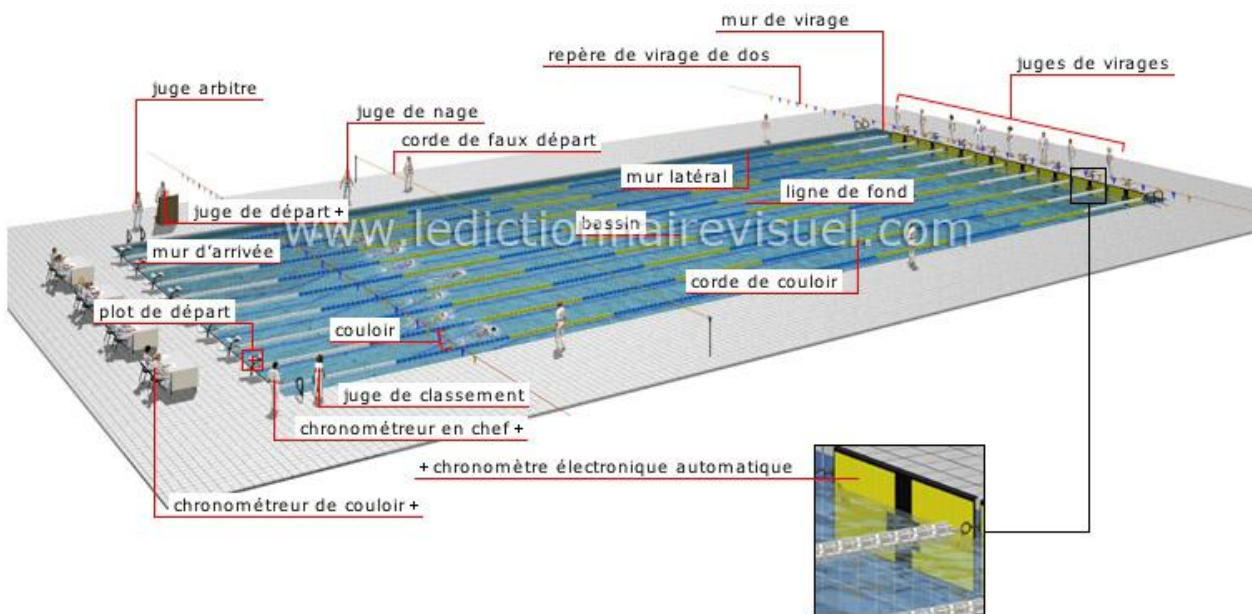 mur de virage
repère de virage de dos
juges de virages
juge arbitre
juge de nage
corde de faux départ
mur latéral
ligne de fond
juge de départ +
www.ledictionnairevisuel.com
bassin
mur d'arrivée
corde de couloir
plot de départ
couloir
juge de classement
chronométreur en chef +
+ chronomètre électronique automatique
chronométreur de couloir +